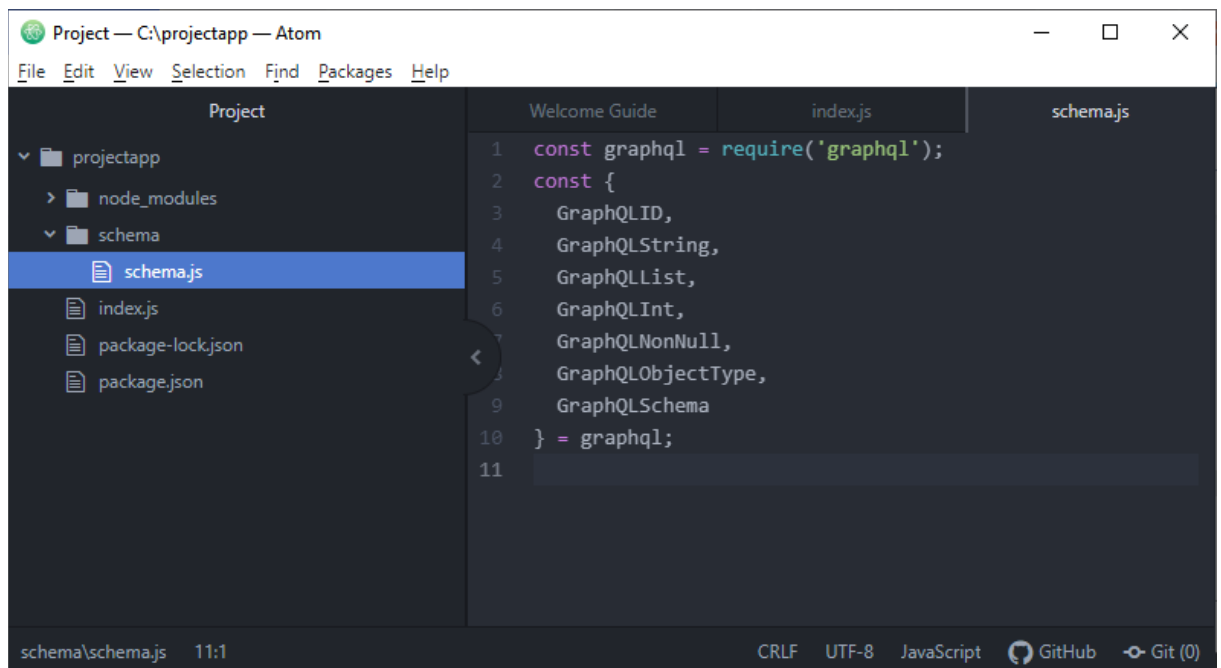 Project — C:\projectapp — Atom
File Edit View Selection Find Packages Help
Project
projectapp
node_modules
schema
schema.js
index.js
package-lock.json
package.json
Welcome Guide index.js schema.js
1 const graphql = require('graphql');
2 const {
3   GraphQLID,
4   GraphQLString,
5   GraphQLList,
6   GraphQLInt,
7   GraphQLNonNull,
8   GraphQLObjectType,
9   GraphQLSchema
10 } = graphql;
11
schema\schema.js 11:1 CRLF UTF-8 JavaScript GitHub Git (0)